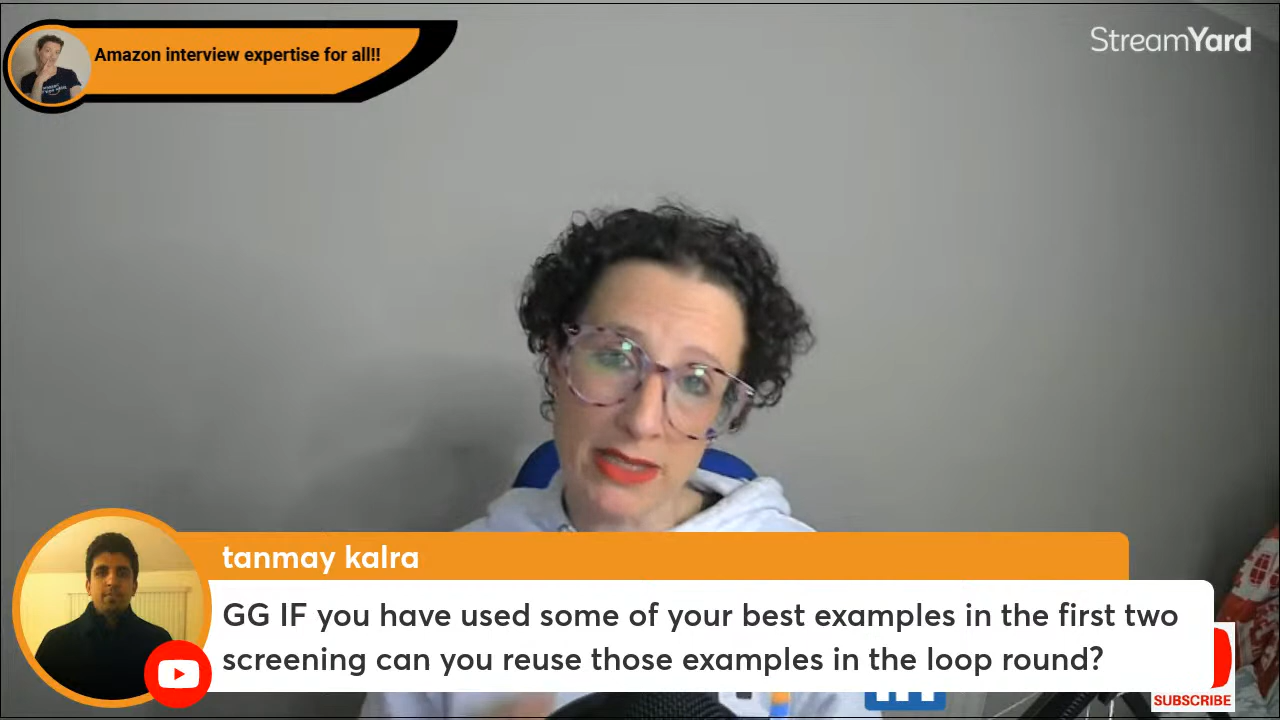 Amazon interview expertise for all!!
StreamYard
tanmay kalra
GG IF you have used some of your best examples in the first two
screening can you reuse those examples in the loop round?
SUBSCRIBE